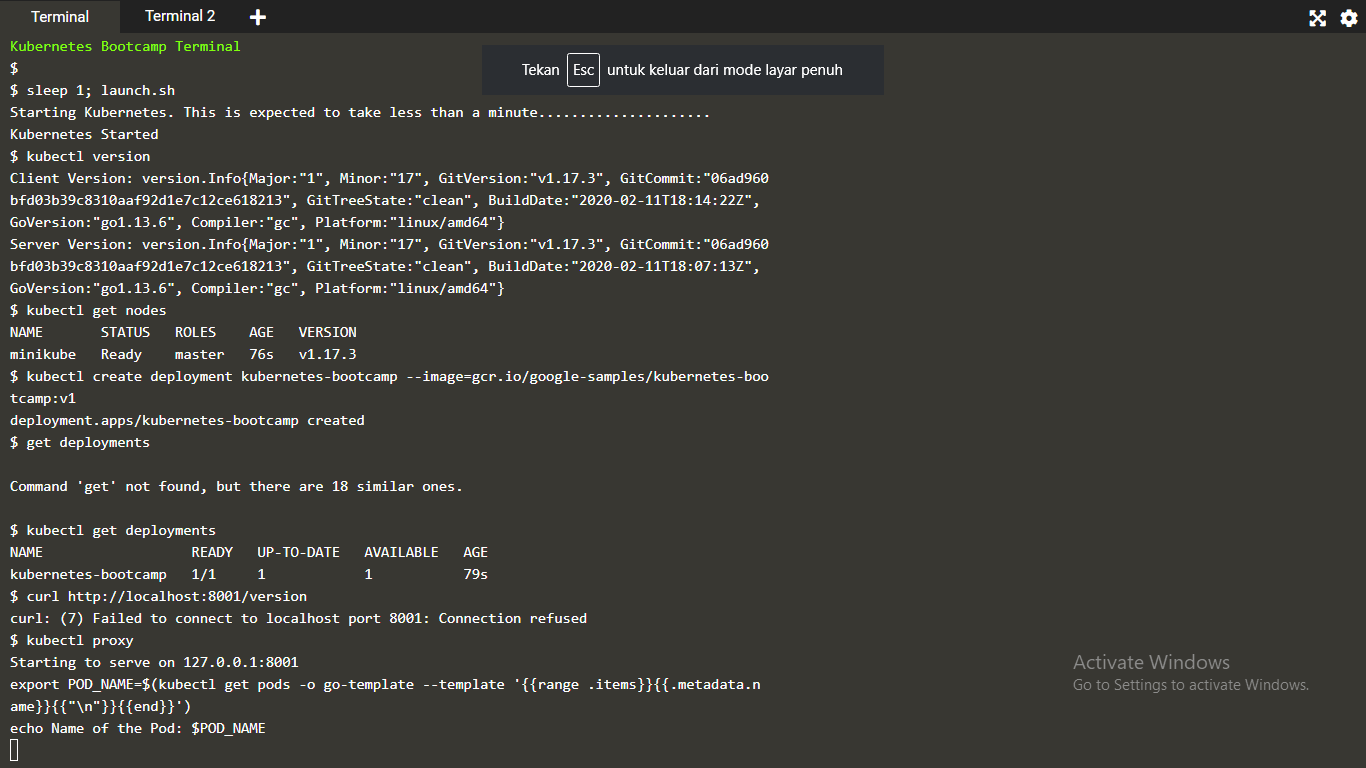 Terminal
Terminal 2
Kubernetes Bootcamp Terminal
$
Tekan Esc untuk keluar dari mode layar penuh
$ sleep 1; launch.sh
Starting Kubernetes. This is expected to take less than a minute.....................
Kubernetes Started
$ kubectl version
Client Version: version.Info{Major:"1", Minor:"17", GitVersion:"v1.17.3", GitCommit:"06ad960
bfd03b39c8310aaf92d1e7c12ce618213", GitTreeState:"clean", BuildDate:"2020-02-11T18:14:22Z",
GoVersion:"go1.13.6", Compiler:"gc", Platform:"linux/amd64"}
Server Version: version.Info{Major:"1", Minor:"17", GitVersion:"v1.17.3", GitCommit:"06ad960
bfd03b39c8310aaf92d1e7c12ce618213", GitTreeState:"clean", BuildDate:"2020-02-11T18:07:13Z",
GoVersion:"go1.13.6", Compiler:"gc", Platform:"linux/amd64"}
$ kubectl get nodes
NAME       STATUS   ROLES    AGE   VERSION
minikube   Ready    master   76s   v1.17.3
$ kubectl create deployment kubernetes-bootcamp --image=gcr.io/google-samples/kubernetes-boo
tcamp:v1
deployment.apps/kubernetes-bootcamp created
$ get deployments
Command 'get' not found, but there are 18 similar ones.
$ kubectl get deployments
NAME                  READY   UP-TO-DATE   AVAILABLE   AGE
kubernetes-bootcamp   1/1     1            1           79s
$ curl http://localhost:8001/version
curl: (7) Failed to connect to localhost port 8001: Connection refused
$ kubectl proxy
Starting to serve on 127.0.0.1:8001
export POD_NAME=$(kubectl get pods -o go-template --template '{{range .items}}{{.metadata.n
ame}}{{"\n"}}{{end}}')
echo Name of the Pod: $POD_NAME
Activate Windows
Go to Settings to activate Windows.